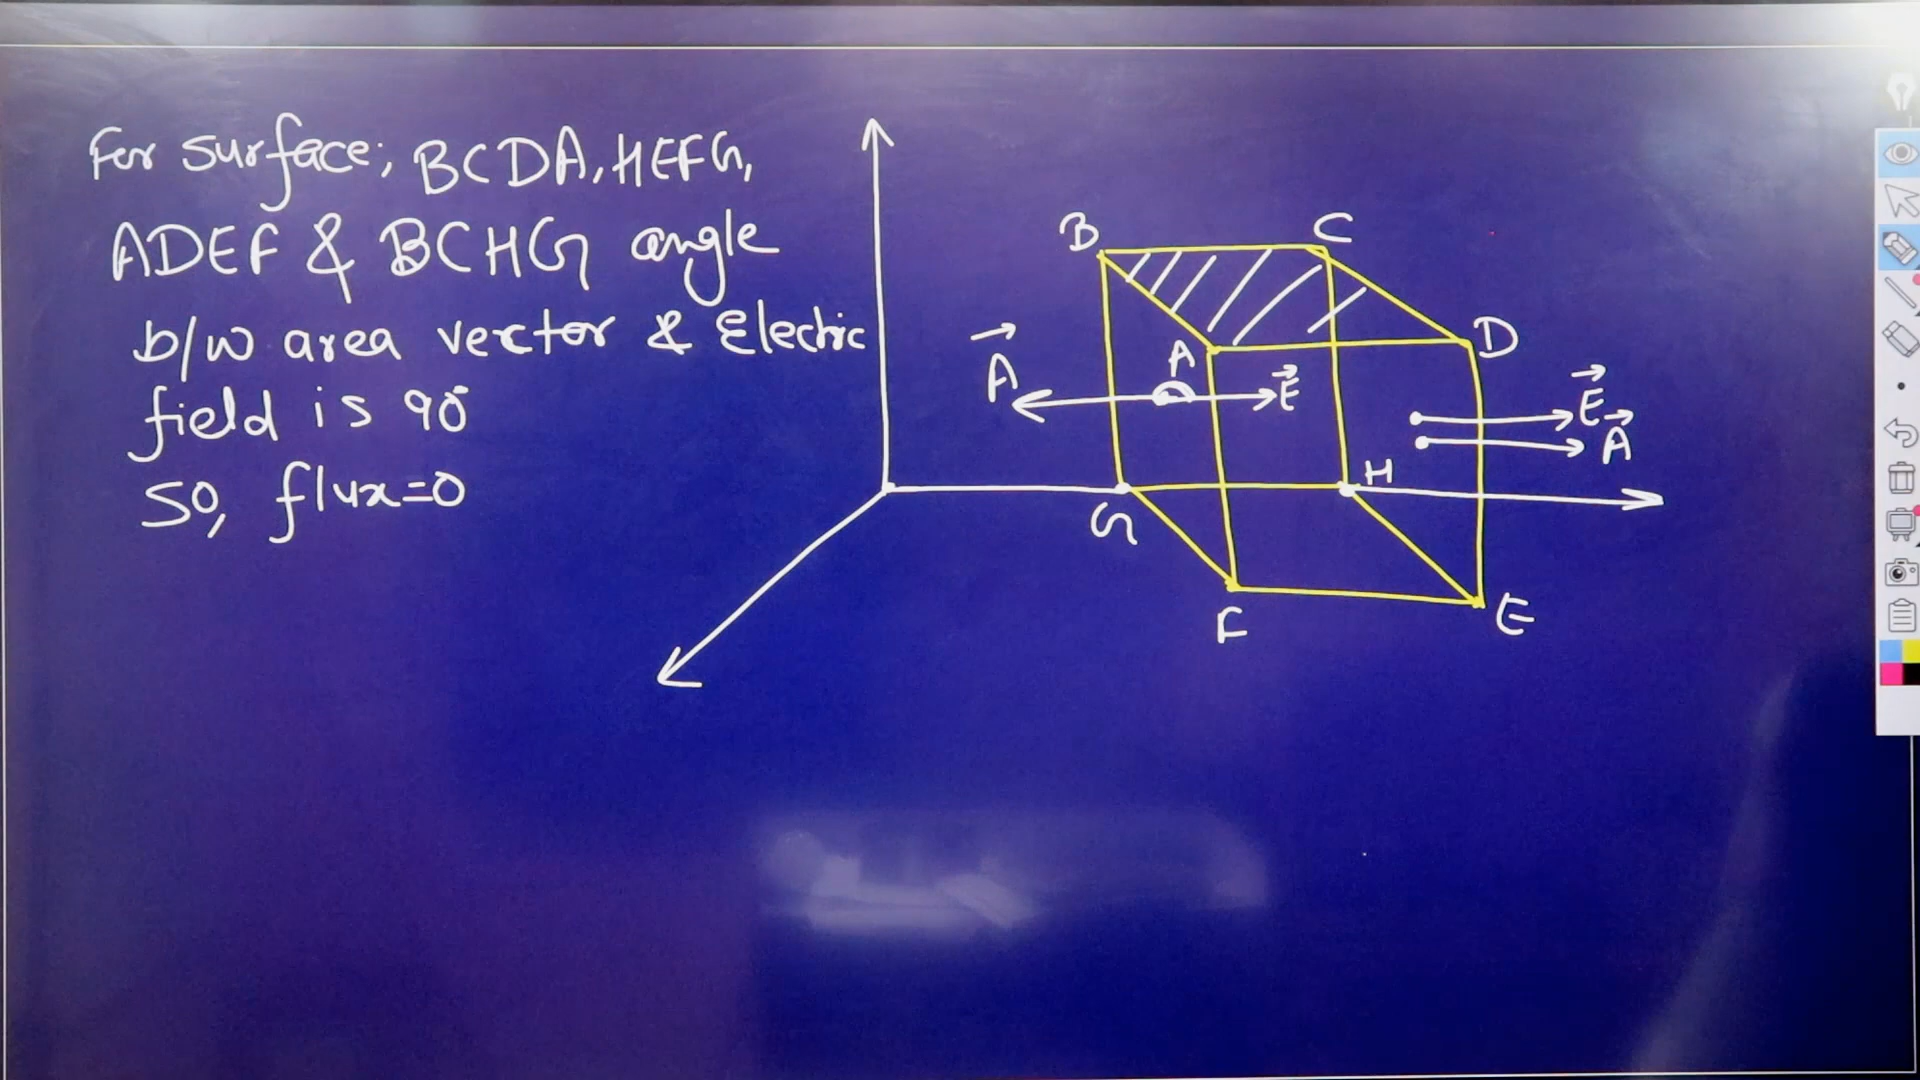 For surface; BCDA, HEFG,
ADEF & BCHG angle
b/w area vector & Electric
field is 90°
so, flux=0
B
C
A
D
A
E
E
A
H
G
F
E